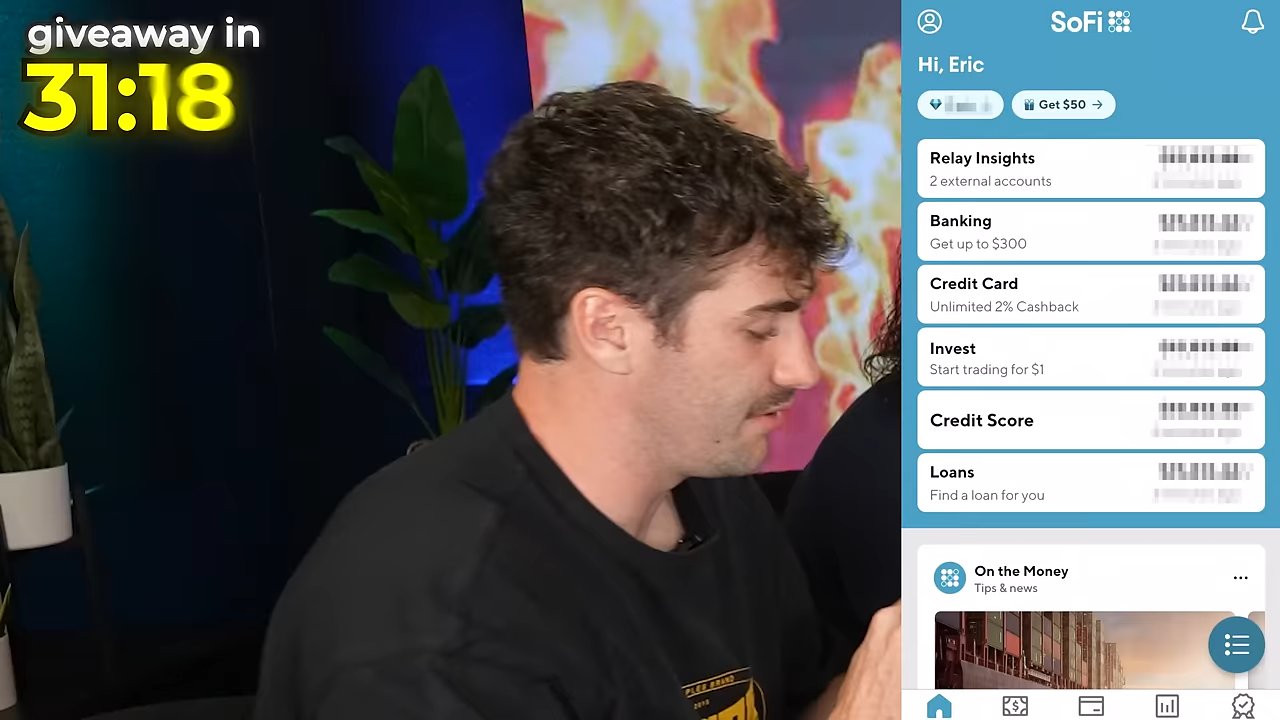 giveaway in
31:18
SoFi
Hi, Eric
Get $50 →
Relay Insights
2 external accounts
Banking
Get up to $300
Credit Card
Unlimited 2% Cashback
Invest
Start trading for $1
Credit Score
Loans
Find a loan for you
On the Money
Tips & news